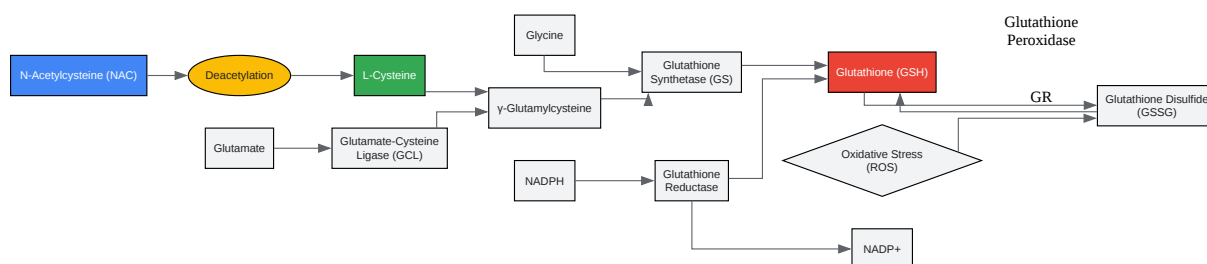 Glycine
Glutathione
Peroxidase
N-Acetylcysteine (NAC)
Deacetylation
L-Cysteine
Glutathione
Synthetase (GS)
Glutathione (GSH)
γ-Glutamylcysteine
GR
Glutathione Disulfide
(GSSG)
Glutamate
Glutamate-Cysteine
Ligase (GCL)
Oxidative Stress
(ROS)
NADPH
Glutathione
Reductase
NADP+